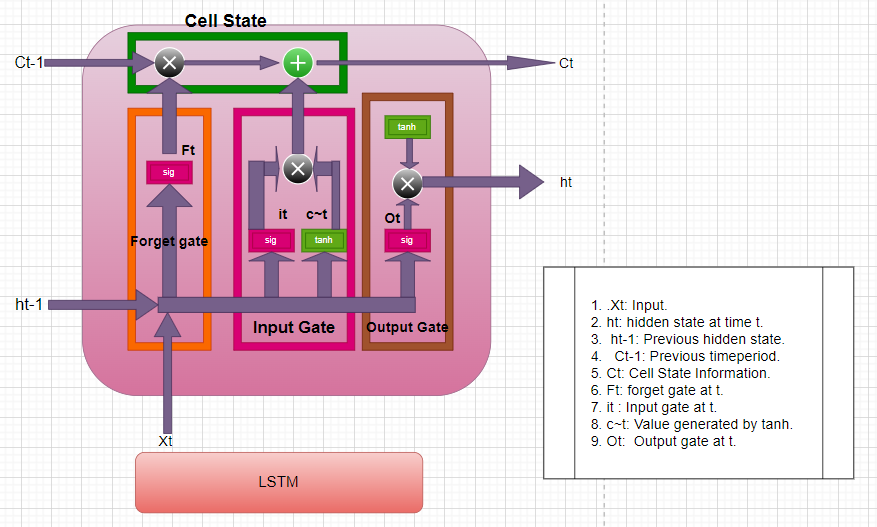 Cell State
Ct-1
Ct
tanh
Ft
sig
ht
it c~t
Ot
sig
tanh
sig
Forget gate
ht-1
Input Gate
Output Gate
Xt
LSTM
1. .Xt: Input.
2. ht: hidden state at time t.
3. ht-1: Previous hidden state.
4. Ct-1: Previous timeperiod.
5. Ct: Cell State Information.
6. Ft: forget gate at t.
7. it : Input gate at t.
8. c~t: Value generated by tanh.
9. Ot: Output gate at t.